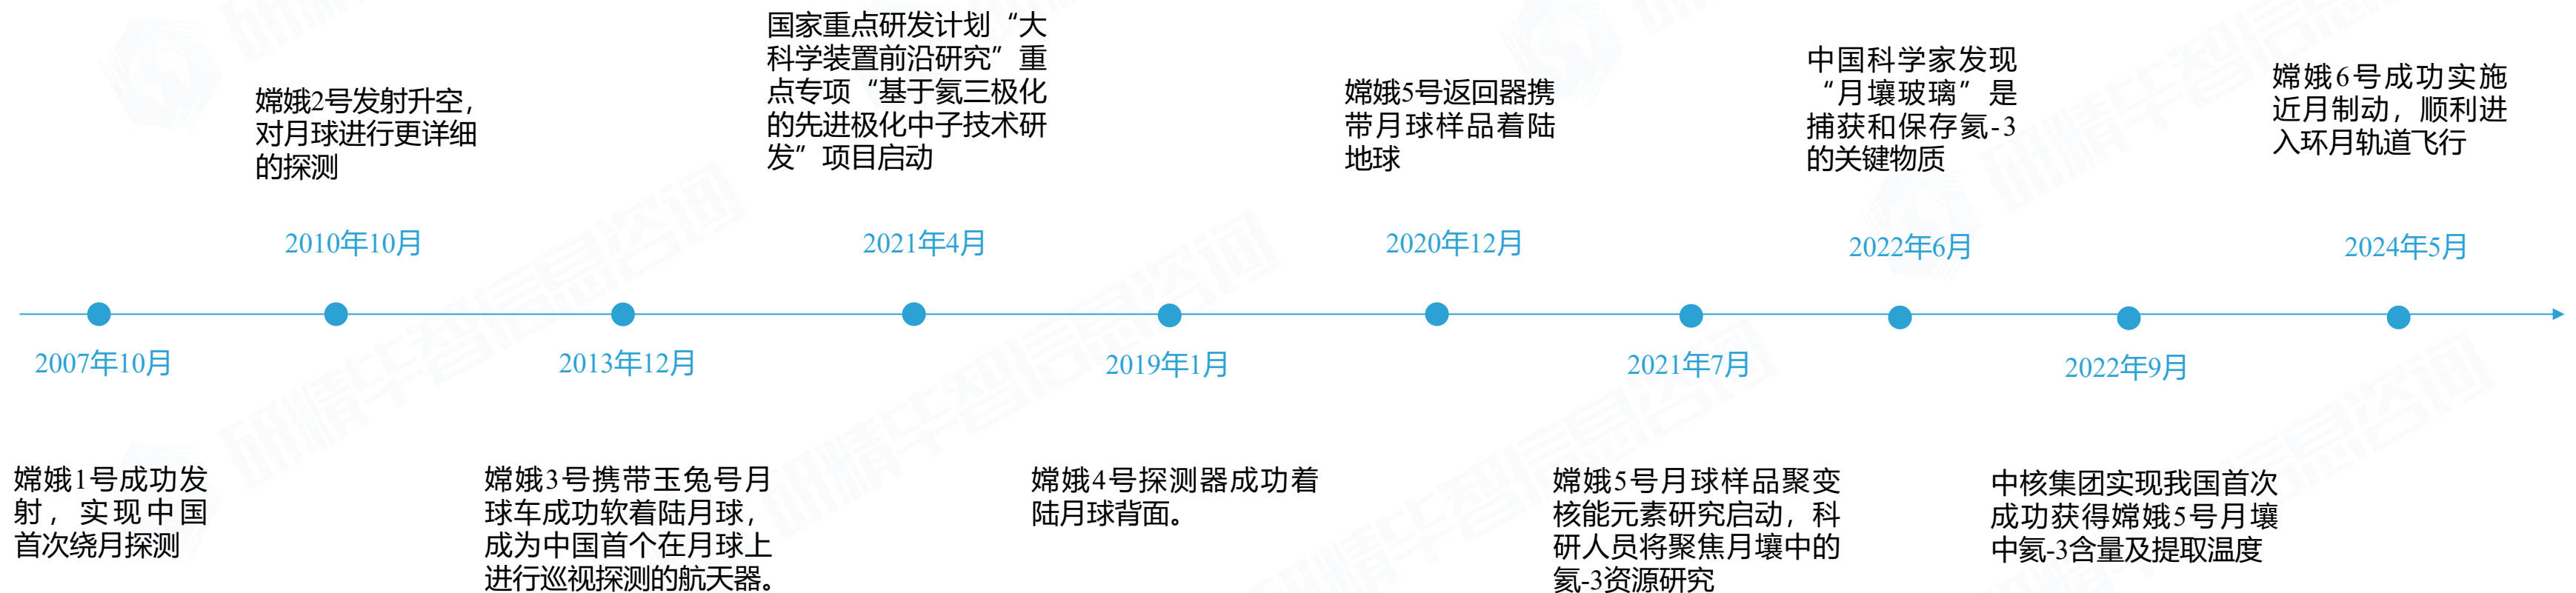 国家重点研发计划“大
科学装置前沿研究”重
点专项“基于氦三极化
的先进极化中子技术研
发”项目启动
嫦娥2号发射升空，
对月球进行更详细
的探测
嫦娥5号返回器携
带月球样品着陆
地球
中国科学家发现
“月壤玻璃”是
捕获和保存氦-3
的关键物质
嫦娥6号成功实施
近月制动，顺利进
入环月轨道飞行
2010年10月
2021年4月
2020年12月
2022年6月
2024年5月
2007年10月
2013年12月
2019年1月
2021年7月
2022年9月
嫦娥1号成功发
射，实现中国
首次绕月探测
嫦娥3号携带玉兔号月
球车成功软着陆月球，
成为中国首个在月球上
进行巡视探测的航天器。
嫦娥4号探测器成功着
陆月球背面。
嫦娥5号月球样品聚变
核能元素研究启动，科
研人员将聚焦月壤中的
氦-3资源研究
中核集团实现我国首次
成功获得嫦娥5号月壤
中氦-3含量及提取温度
研精毕智信息咨询